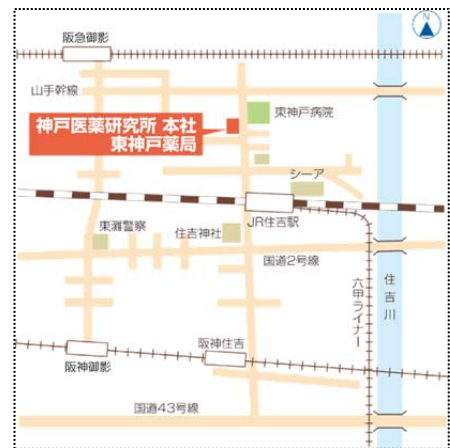 阪急御影
N
山手幹線
東神戸病院
神戸医薬研究所 本社
東神戸薬局
シーア
JR住吉駅
東灘警察
住吉神社
国道2号線
六甲ライナー
住吉川
阪神住吉
阪神御影
国道43号線